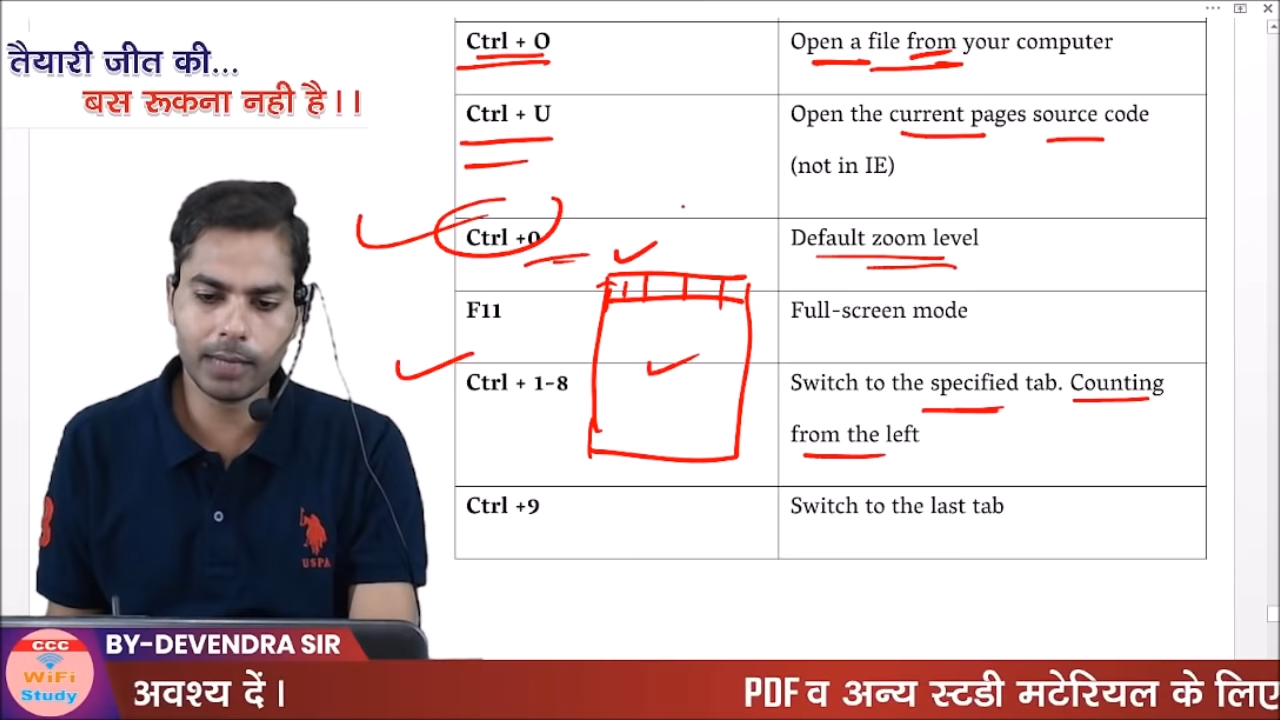 तैयारी जीत की...
बस रूकना नही है।।
Ctrl + O
Open a file from your computer
Ctrl + U
Open the current pages source code
(not in IE)
Ctrl +0
Default zoom level
F11
Full-screen mode
Ctrl + 1-8
Switch to the specified tab. Counting
from the left
Ctrl +9
Switch to the last tab
USPA
CCC
WiFi
Study
BY-DEVENDRA SIR
अवश्य दें।
PDF व अन्य स्टडी मटेरियल के लिए